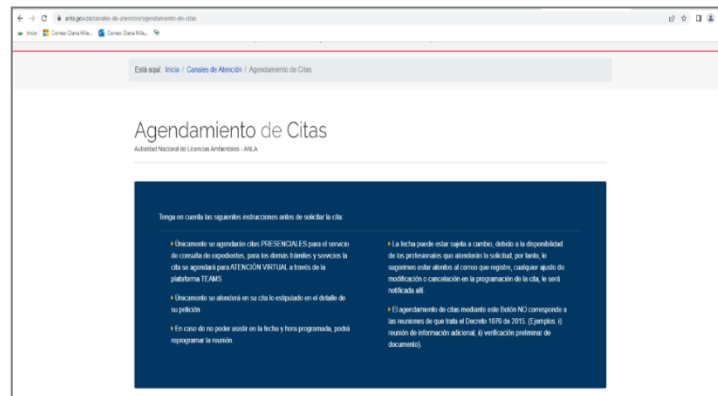 anla.gov.co/canales-de-atencion/agendamiento-de-citas
Inicio
Correo Clara Mila...
Correo Clara Mila...
Está aquí: Inicio / Canales de Atención / Agendamiento de Citas
Agendamiento de Citas
Autoridad Nacional de Licencias Ambientales - ANLA
Tenga en cuenta las siguientes instrucciones antes de solicitar la cita:
Únicamente se agendarán citas PRESENCIALES para el servicio
de consulta de expedientes, para los demás trámites y servicios la
cita se agendará para ATENCIÓN VIRTUAL a través de la
plataforma TEAMS.
Únicamente se atenderá en su cita lo estipulado en el detalle de
su petición.
En caso de no poder asistir en la fecha y hora programada, podrá
reprogramar la reunión.
La fecha puede estar sujeta a cambio, debido a la disponibilidad
de los profesionales que atenderán la solicitud, por tanto, le
sugerimos estar atentos al correo que registre, cualquier ajuste de
modificación o cancelación en la programación de la cita, le será
notificada allí.
El agendamiento de citas mediante este Botón NO corresponde a
las reuniones de que trata el Decreto 1076 de 2015. (Ejemplos: i)
reunión de información adicional, ii) verificación preliminar de
documento).